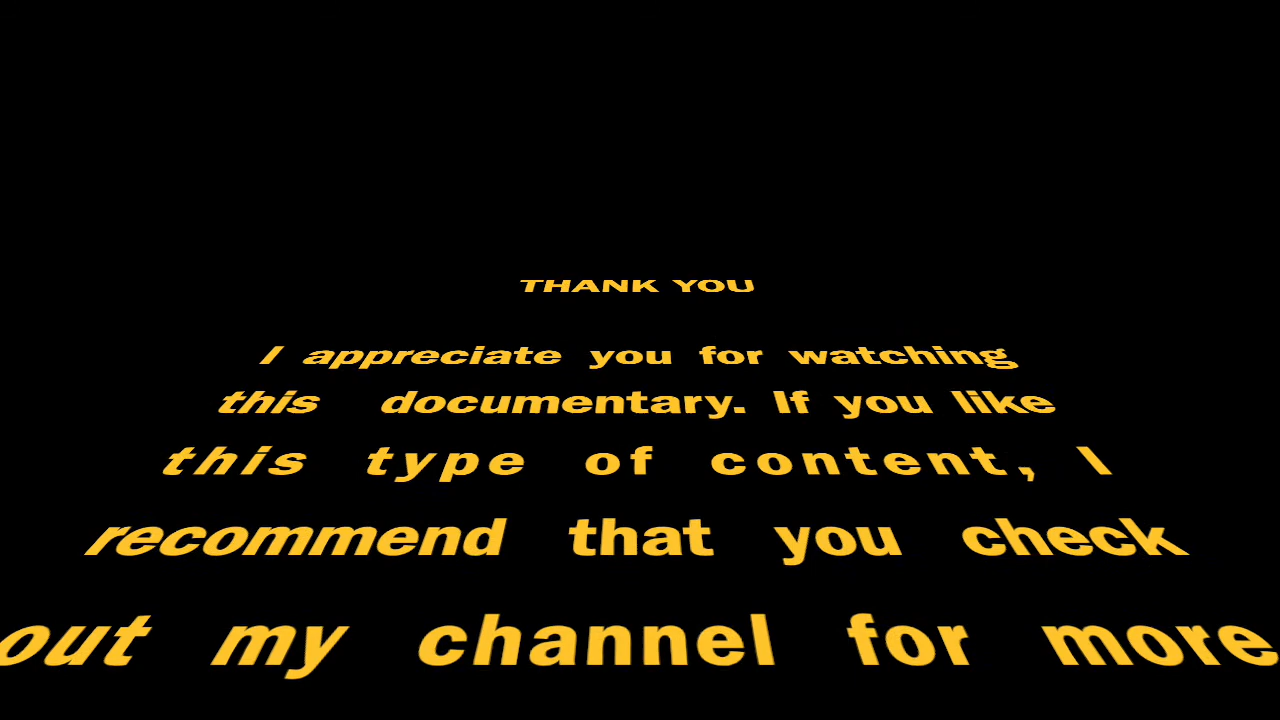 THANK YOU
I appreciate you for watching
this documentary. If you like
this type of content, I
recommend that you check
out my channel for more